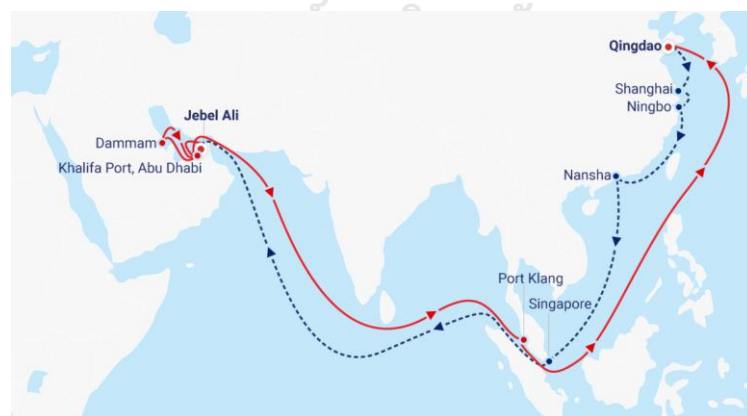 Qingdao
Shanghai
Ningbo
Jebel Ali
Dammam
Khalifa Port, Abu Dhabi
Nansha
Port Klang
Singapore